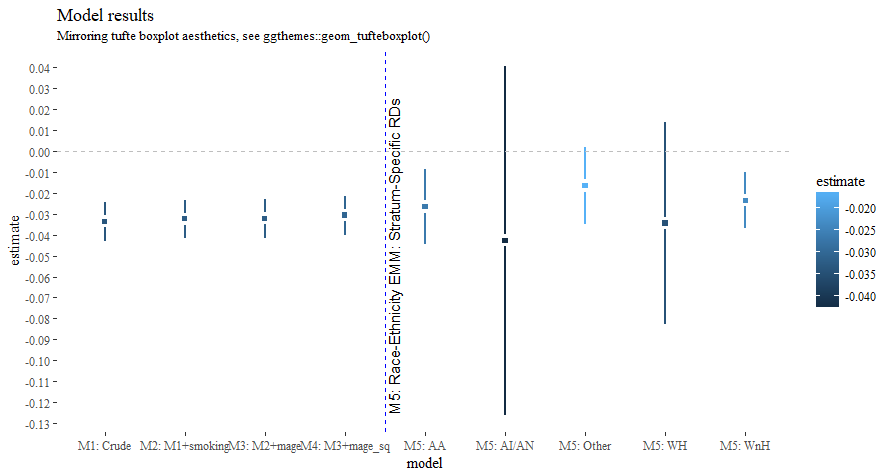 Model results
Mirroring tufte boxplot aesthetics, see ggthemes::geom_tufteboxplot()
0.04
0.03
0.02
0.01
0.00
-0.01
-0.02
-0.03
-0.04
-0.05
-0.06
-0.07
-0.08
-0.09
-0.10
-0.11
-0.12
-0.13
estimate
M5: Race-Ethnicity EMM: Stratum-Specific RDs
M1: Crude
M2: M1+smoking
M3: M2+mage
M4: M3+mage_sq
M5: AA
M5: AI/AN
M5: Other
M5: WH
M5: WnH
model
estimate
-0.020
-0.025
-0.030
-0.035
-0.040